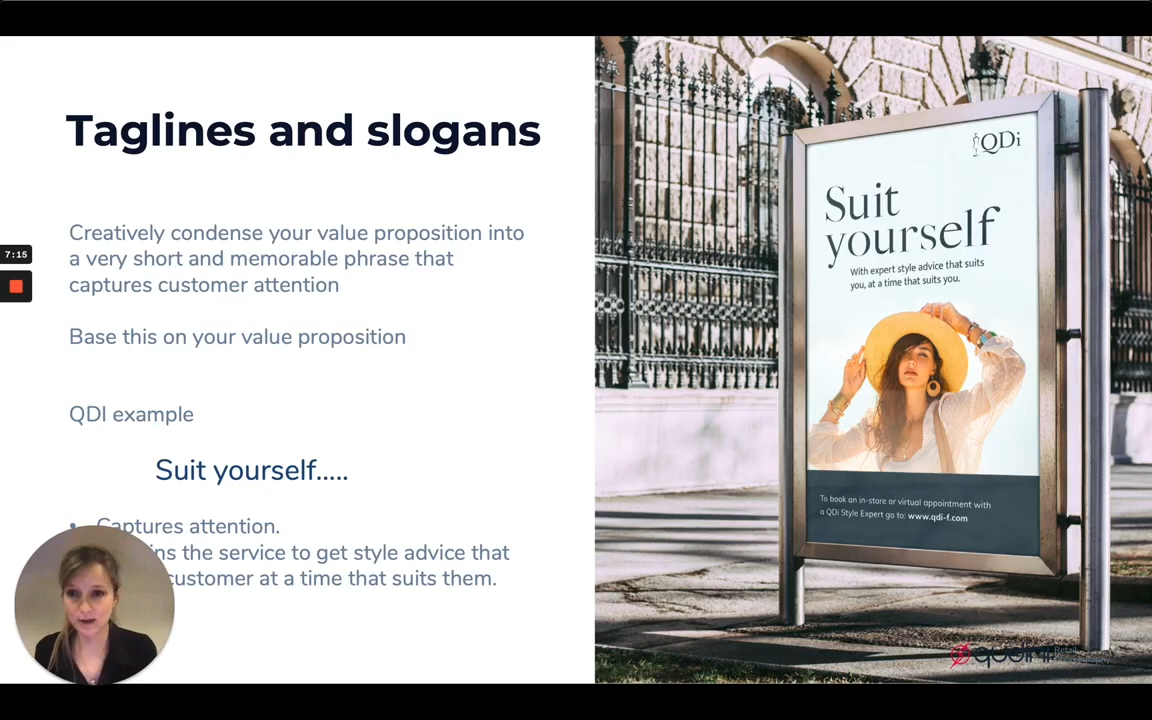 Taglines and slogans
Creatively condense your value proposition into
a very short and memorable phrase that
captures customer attention
Base this on your value proposition
QDI example
Suit yourself.....
• Captures attention.
the service to get style advice that
customer at a time that suits them.
7:15
QDi
Suit
yourself
With expert style advice that suits
you, at a time that suits you.
To book an in-store or virtual appointment with
a QDi Style Expert go to: www.qdi-f.com
Retail